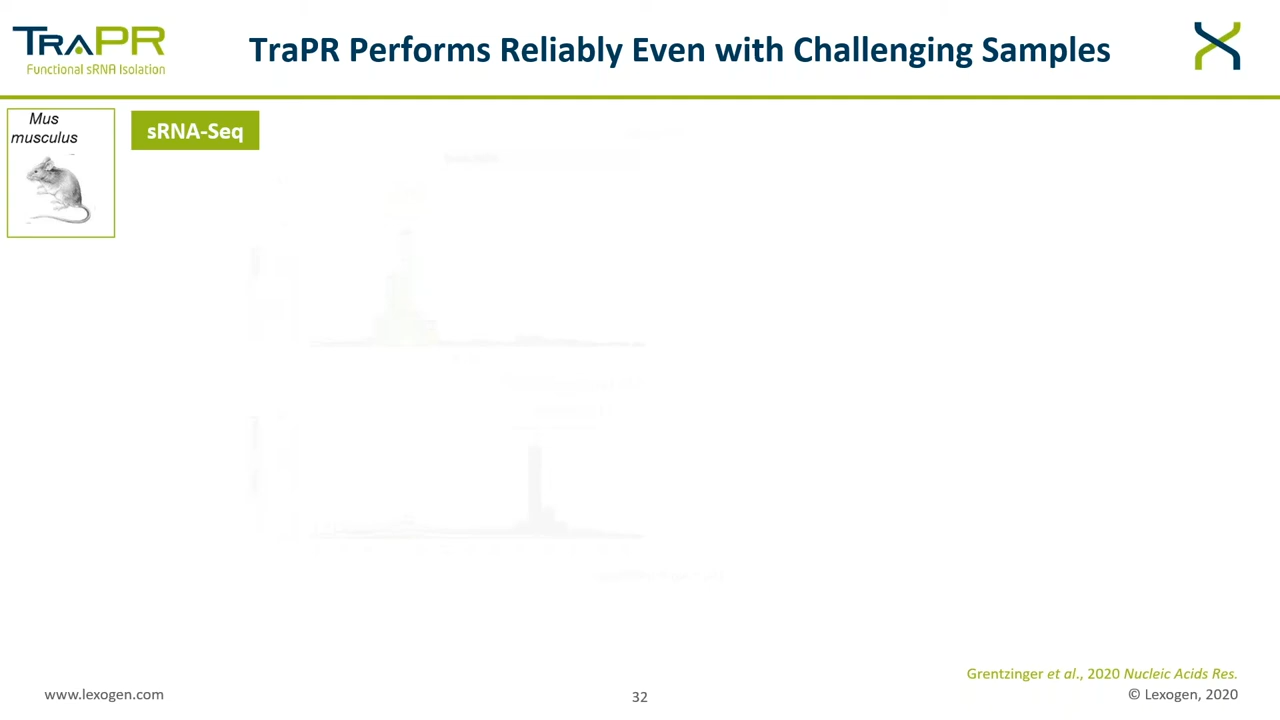 TRAPR
Functional sRNA Isolation
TraPR Performs Reliably Even with Challenging Samples
Mus
musculus
sRNA-Seq
Grentzinger et al., 2020 Nucleic Acids Res.
www.lexogen.com
32
© Lexogen, 2020